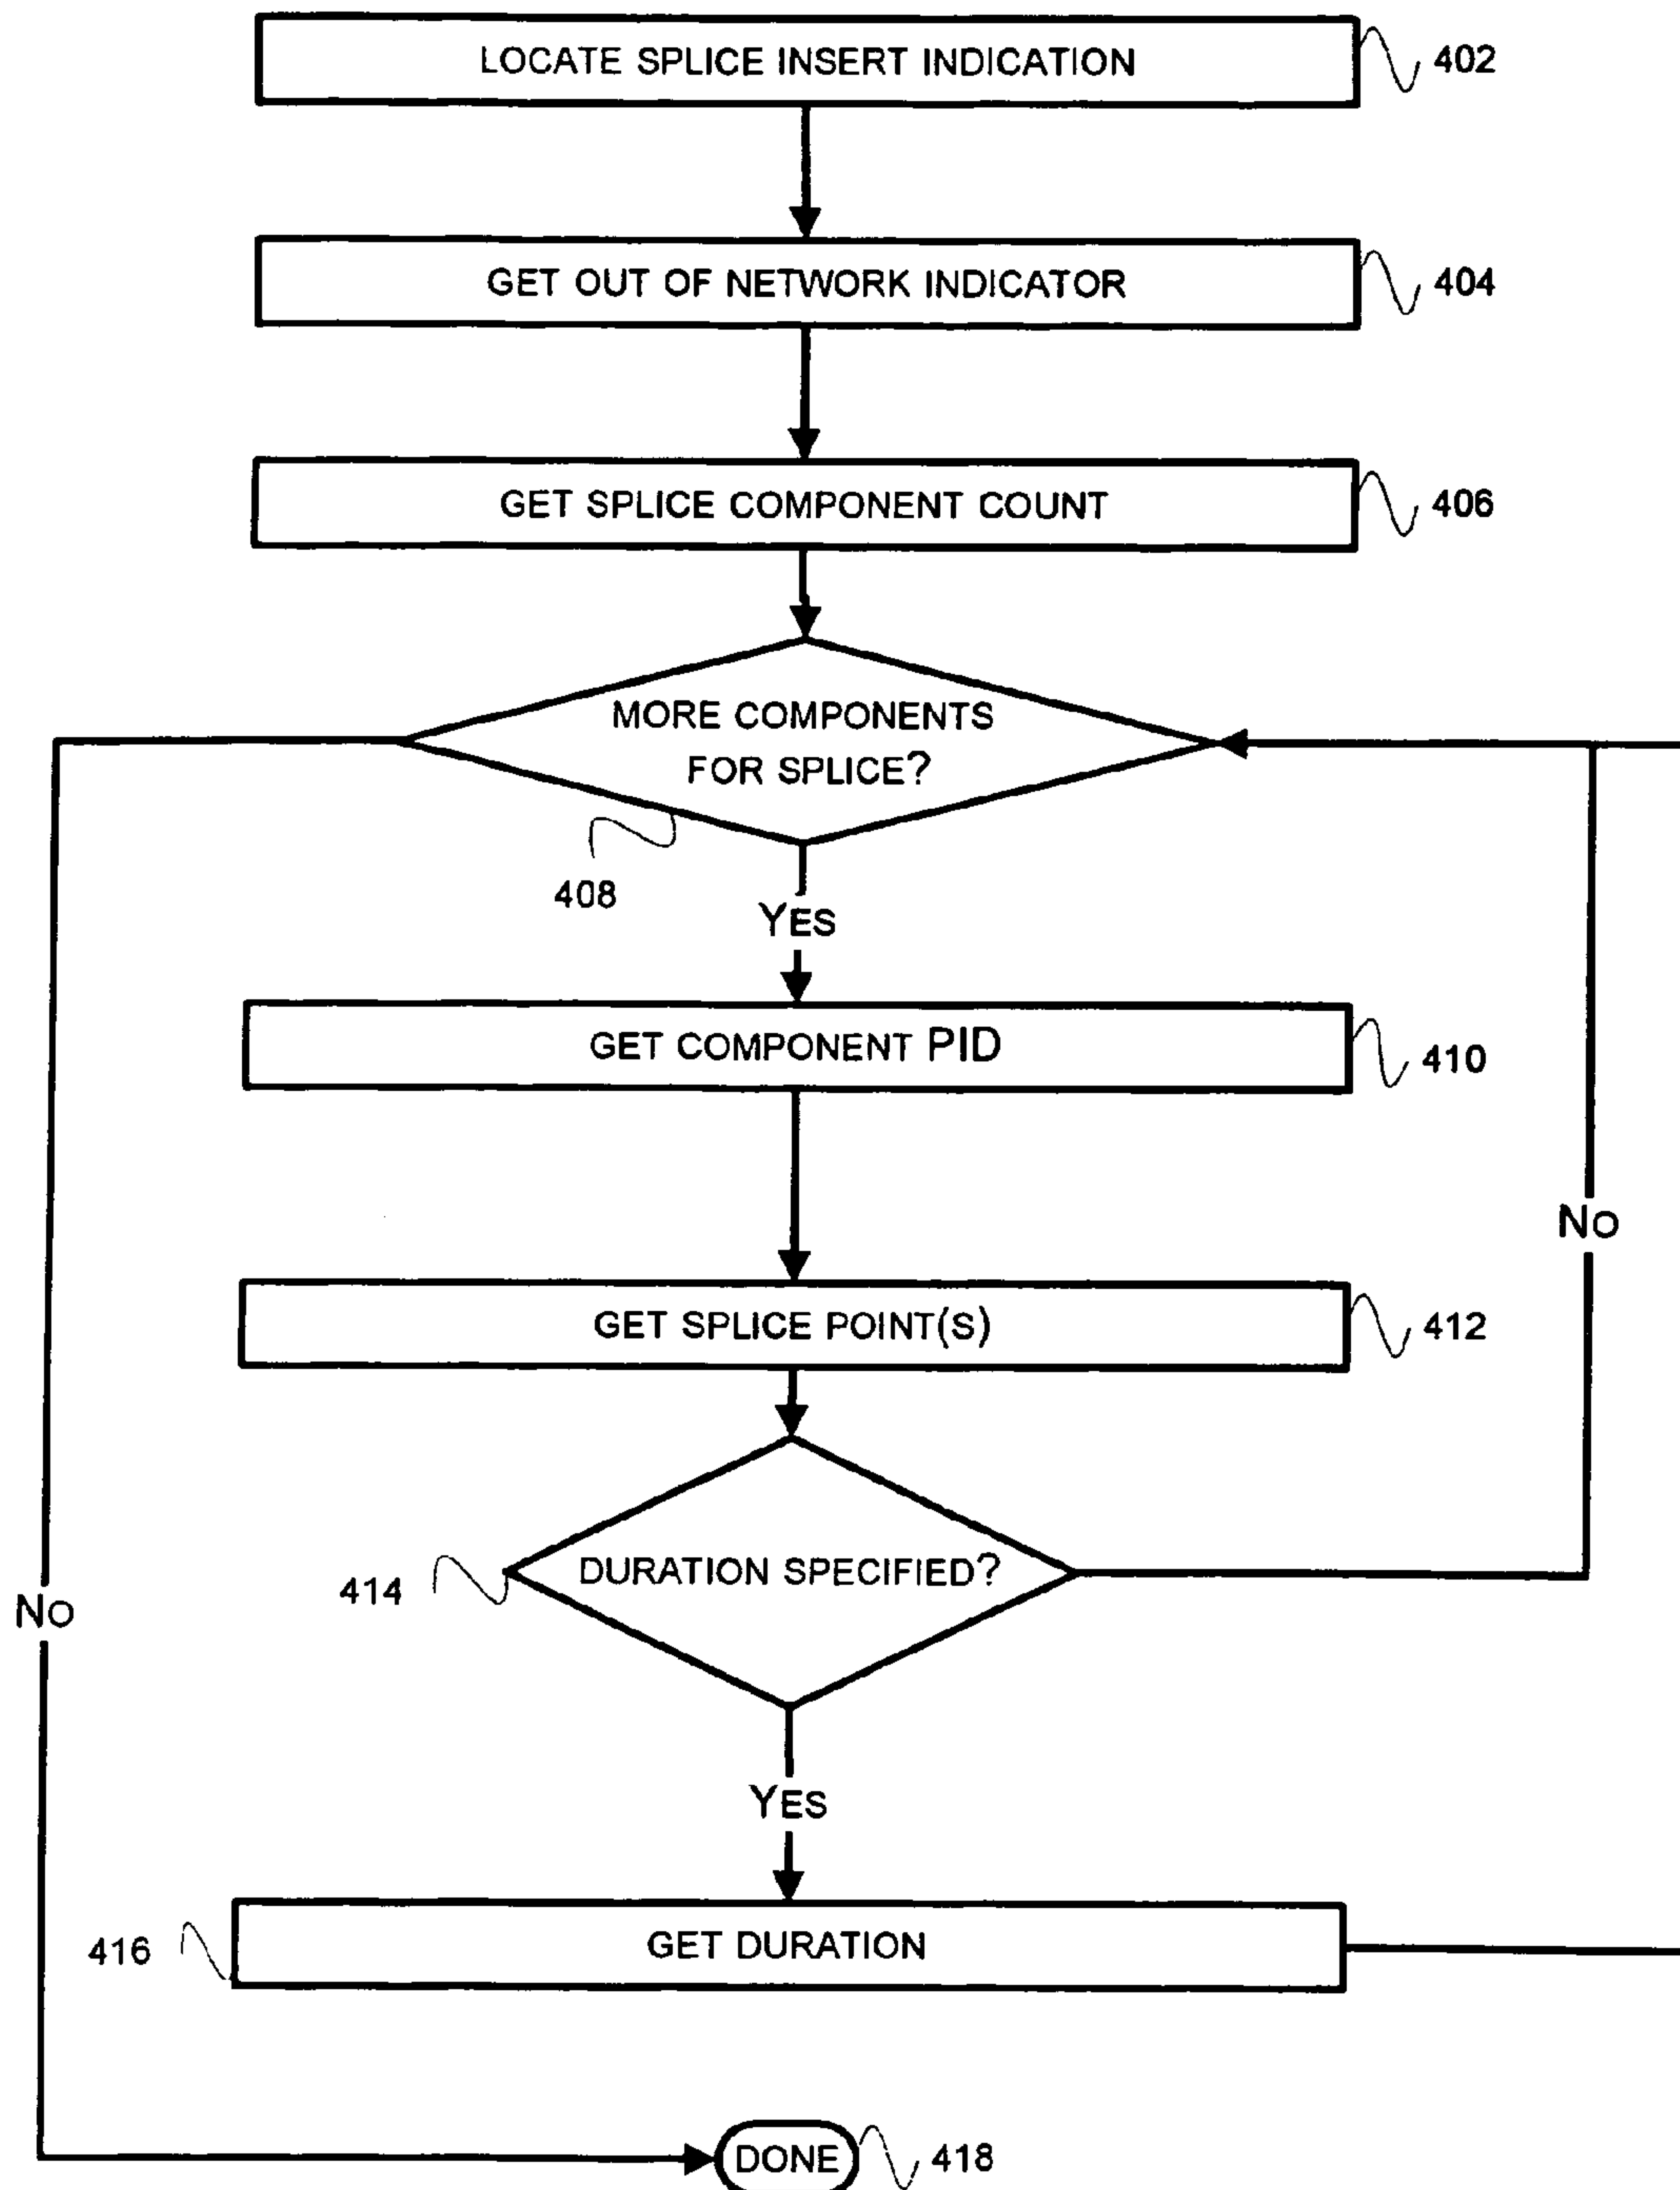 LOCATE SPLICE INSERT INDICATION
402
GET OUT OF NETWORK INDICATOR
404
GET SPLICE COMPONENT COUNT
406
MORE COMPONENTS
FOR SPLICE?
408
YES
GET COMPONENT PID
410
NO
GET SPLICE POINT(S)
412
DURATION SPECIFIED?
414
NO
YES
GET DURATION
416
DONE
418